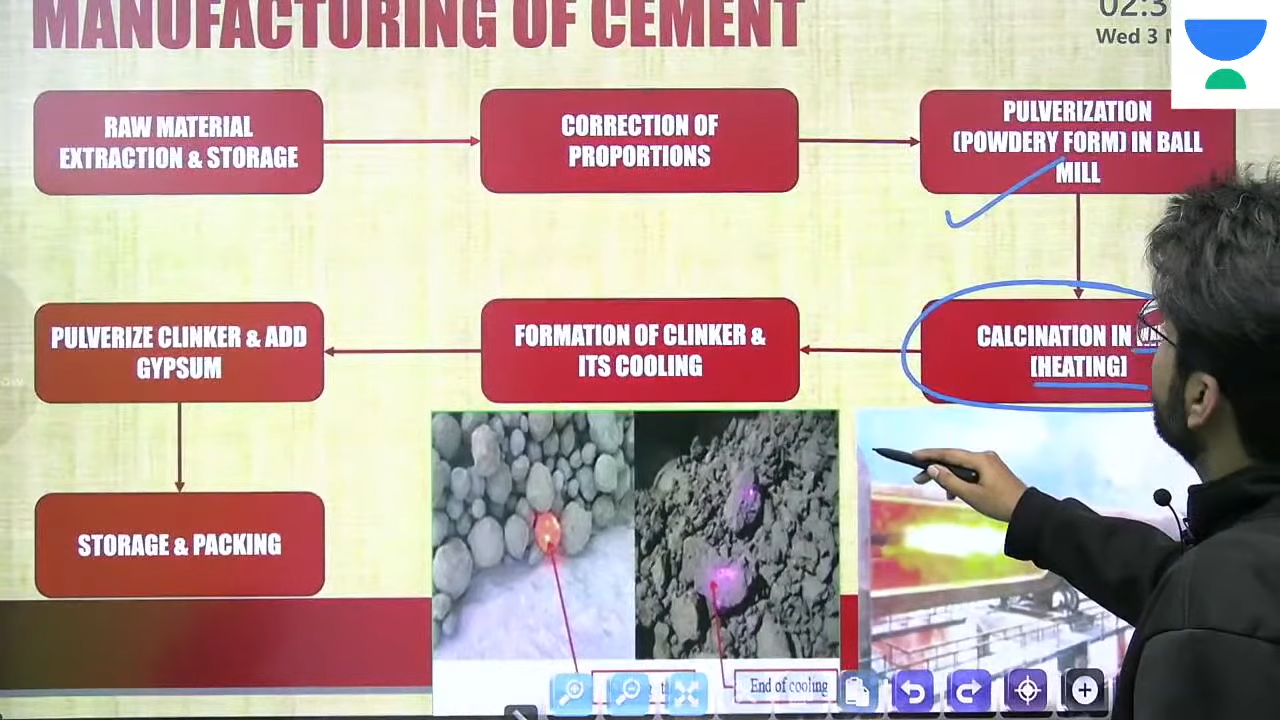 MANUFACTURING OF CEMENT
02:3
Wed 3
RAW MATERIAL
EXTRACTION & STORAGE
CORRECTION OF
PROPORTIONS
PULVERIZATION
(POWDERY FORM) IN BALL
MILL
PULVERIZE CLINKER & ADD
GYPSUM
FORMATION OF CLINKER &
ITS COOLING
CALCINATION IN
[HEATING]
STORAGE & PACKING
End of cooling